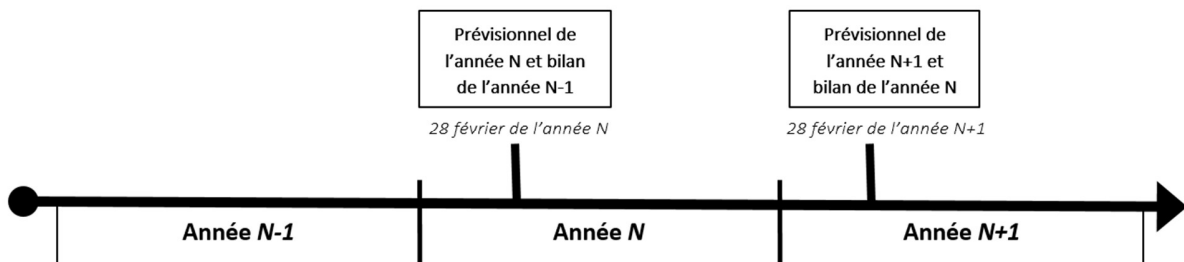 Prévisionnel de
l'année N et bilan
de l'année N-1
Prévisionnel de
l'année N+1 et
bilan de l'année N
28 février de l'année N
28 février de l'année N+1
Année N-1
Année N
Année N+1